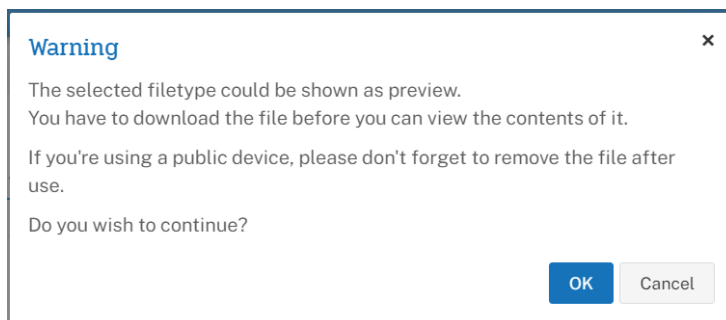 Warning
×
The selected filetype could be shown as preview.
You have to download the file before you can view the contents of it.
If you're using a public device, please don't forget to remove the file after
use.
Do you wish to continue?
OK Cancel